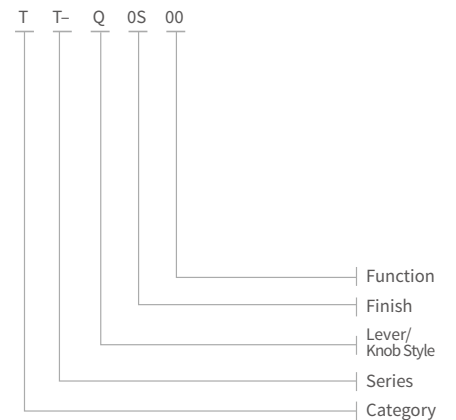 T T– Q 0S 00
Function
Finish
Lever/
Knob Style
Series
Category